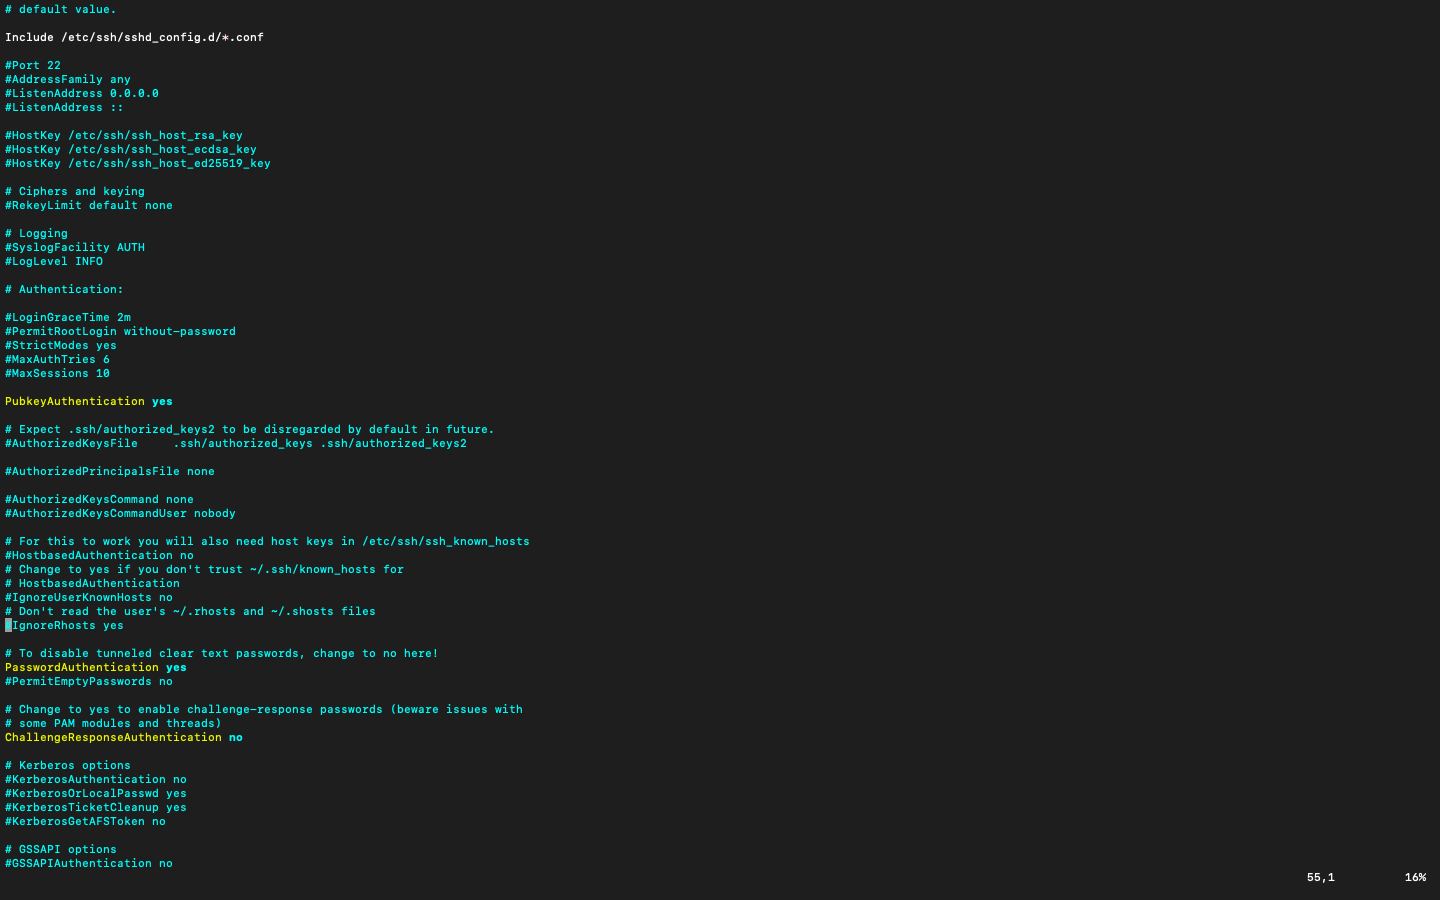 # default value.
Include /etc/ssh/sshd_config.d/*.conf
#Port 22
#AddressFamily any
#ListenAddress 0.0.0.0
#ListenAddress ::
#HostKey /etc/ssh/ssh_host_rsa_key
#HostKey /etc/ssh/ssh_host_ecdsa_key
#HostKey /etc/ssh/ssh_host_ed25519_key
# Ciphers and keying
#RekeyLimit default none
# Logging
#SyslogFacility AUTH
#LogLevel INFO
# Authentication:
#LoginGraceTime 2m
#PermitRootLogin without-password
#StrictModes yes
#MaxAuthTries 6
#MaxSessions 10
PubkeyAuthentication yes
# Expect .ssh/authorized_keys2 to be disregarded by default in future.
#AuthorizedKeysFile     .ssh/authorized_keys .ssh/authorized_keys2
#AuthorizedPrincipalsFile none
#AuthorizedKeysCommand none
#AuthorizedKeysCommandUser nobody
# For this to work you will also need host keys in /etc/ssh/ssh_known_hosts
#HostbasedAuthentication no
# Change to yes if you don't trust ~/.ssh/known_hosts for
# HostbasedAuthentication
#IgnoreUserKnownHosts no
# Don't read the user's ~/.rhosts and ~/.shosts files
#IgnoreRhosts yes
# To disable tunneled clear text passwords, change to no here!
PasswordAuthentication yes
#PermitEmptyPasswords no
# Change to yes to enable challenge-response passwords (beware issues with
# some PAM modules and threads)
ChallengeResponseAuthentication no
# Kerberos options
#KerberosAuthentication no
#KerberosOrLocalPasswd yes
#KerberosTicketCleanup yes
#KerberosGetAFSToken no
# GSSAPI options
#GSSAPIAuthentication no
55,1          16%